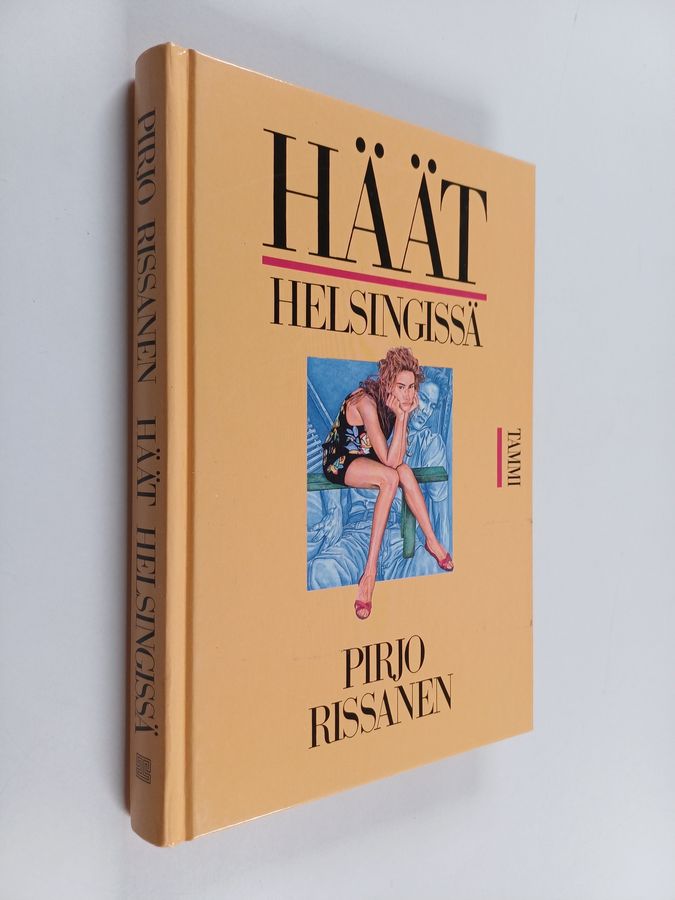 PIRJO RISSANEN HÄÄT HELSINGISSÄ
HÄÄT
HELSINGISSÄ
TAMMI
PIRJO
RISSANEN